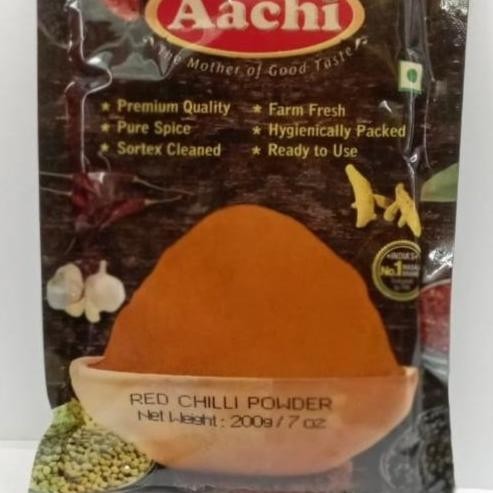 Aachi
The Mother of Good Taste
★ Premium Quality ★ Farm Fresh
★ Pure Spice ★ Hygienically Packed
★ Sortex Cleaned ★ Ready to Use
INDIA'S
No.1
RED CHILLI POWDER
Net Weight : 200g / 7 oz